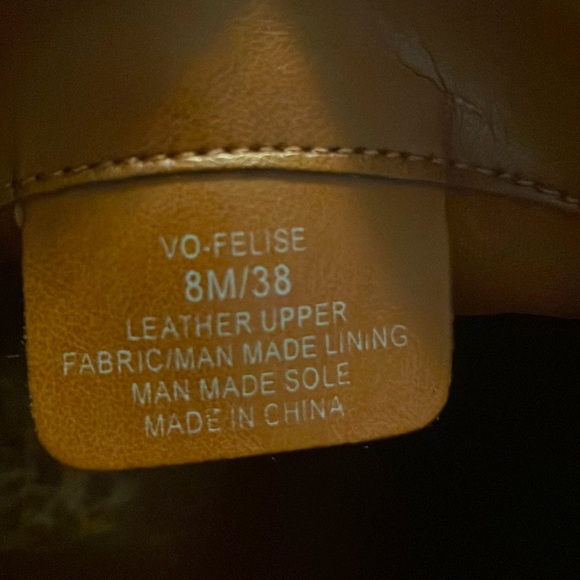 VO-FELISE
8M/38
LEATHER UPPER
FABRIC/MAN MADE LINING
MAN MADE SOLE
MADE IN CHINA